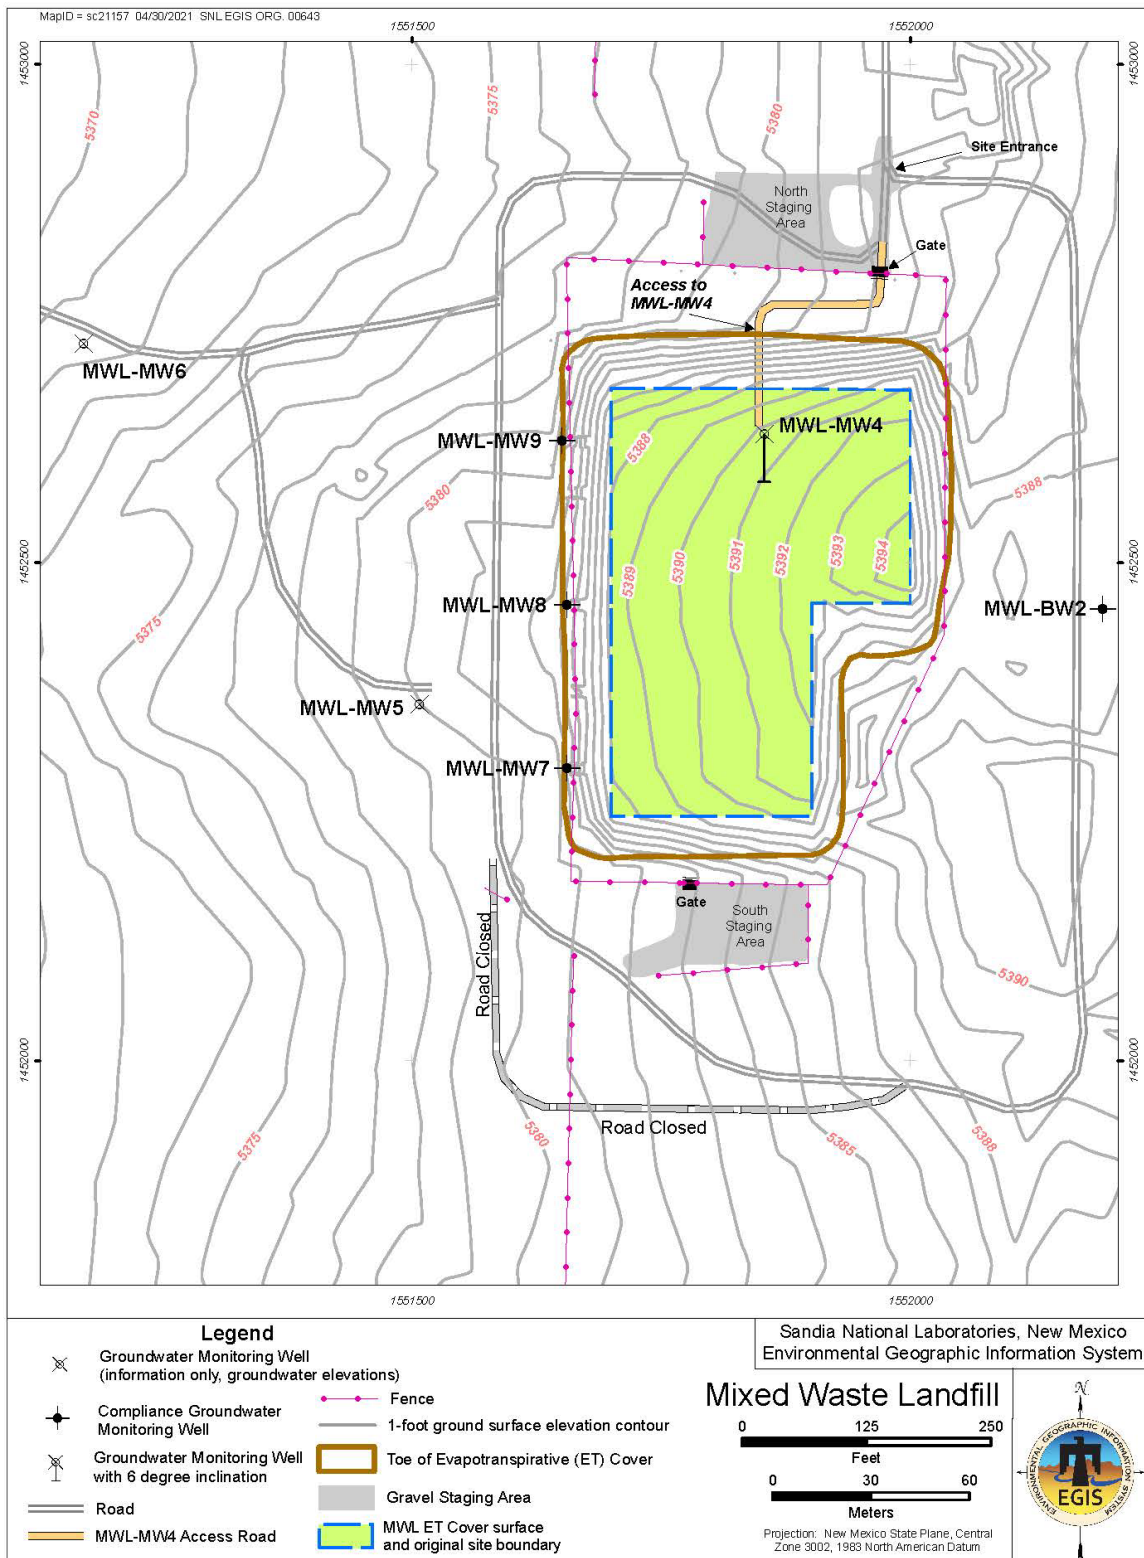 MapID = sc21157 04/30/2021 SNL EGIS ORG. 00643
1551500
1552000
1453000
1453000
5370
5375
5380
Site Entrance
North
Staging
Area
Gate
Access to
MWL-MW4
MWL-MW6
MWL-MW9
MWL-MW4
5388
5380
5388
1452500
1452500
5389
5390
5391
5392
5393
5394
MWL-MW8
MWL-BW2
5375
MWL-MW5
MWL-MW7
Gate
South
Staging
Area
Road Closed
5390
1452000
1452000
5375
5380
Road Closed
5385
5388
1551500
1552000
Legend
Groundwater Monitoring Well
(information only, groundwater elevations)
Compliance Groundwater
Monitoring Well
Groundwater Monitoring Well
with 6 degree inclination
Road
MWL-MW4 Access Road
Fence
1-foot ground surface elevation contour
Toe of Evapotranspirative (ET) Cover
Gravel Staging Area
MWL ET Cover surface
and original site boundary
Sandia National Laboratories, New Mexico
Environmental Geographic Information System
Mixed Waste Landfill
0 125 250
Feet
0 30 60
Meters
Projection: New Mexico State Plane, Central
Zone 3002, 1983 North American Datum
N
ENVIRONMENTAL GEOGRAPHIC INFORMATION SYSTEM
EGIS